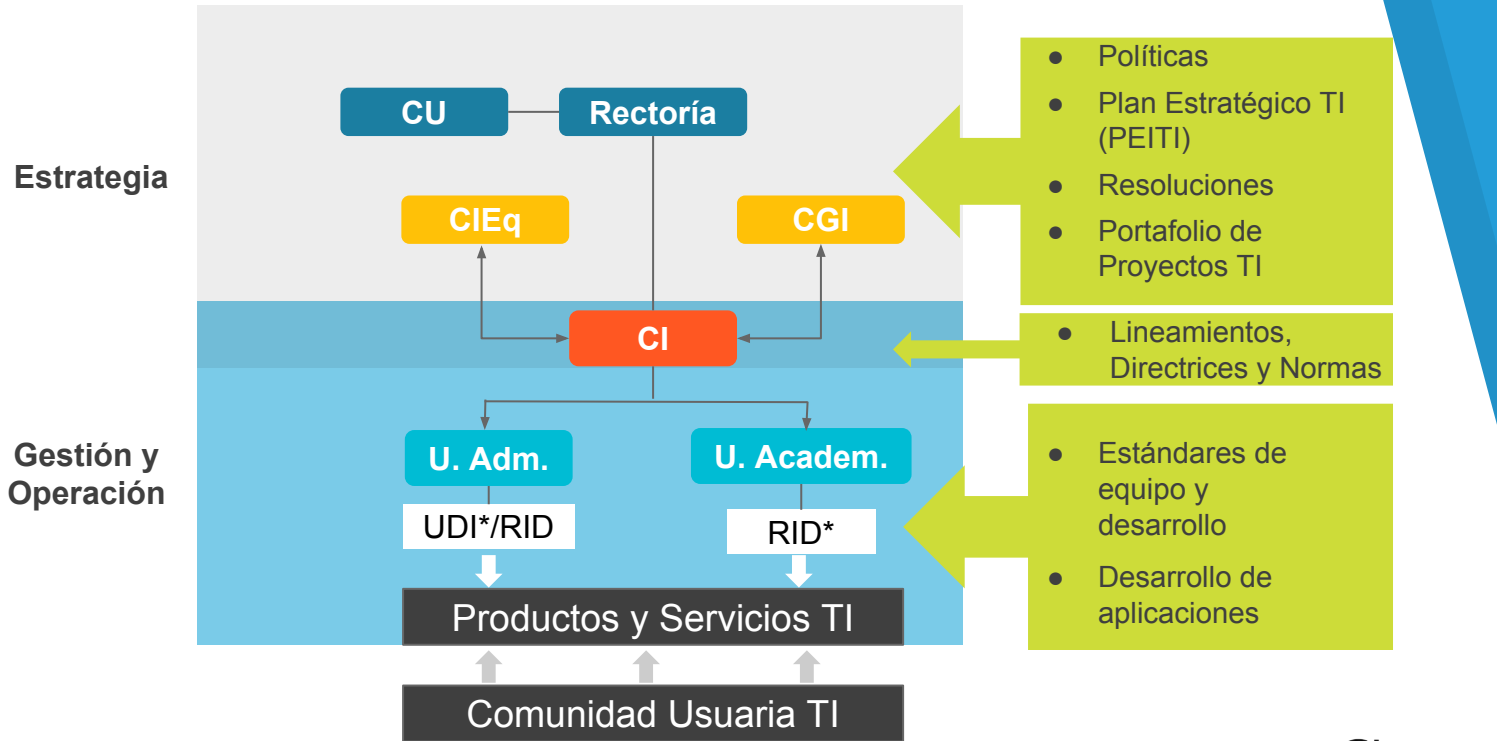 CU
Rectoría
Estrategia
CIEq
CGI
CI
Gestión y
Operación
U. Adm.
U. Academ.
UDI*/RID
RID*
Productos y Servicios TI
Comunidad Usuaria TI
● Políticas
● Plan Estratégico TI
(PEITI)
● Resoluciones
● Portafolio de
Proyectos TI
● Lineamientos,
Directrices y Normas
● Estándares de
equipo y
desarrollo
● Desarrollo de
aplicaciones